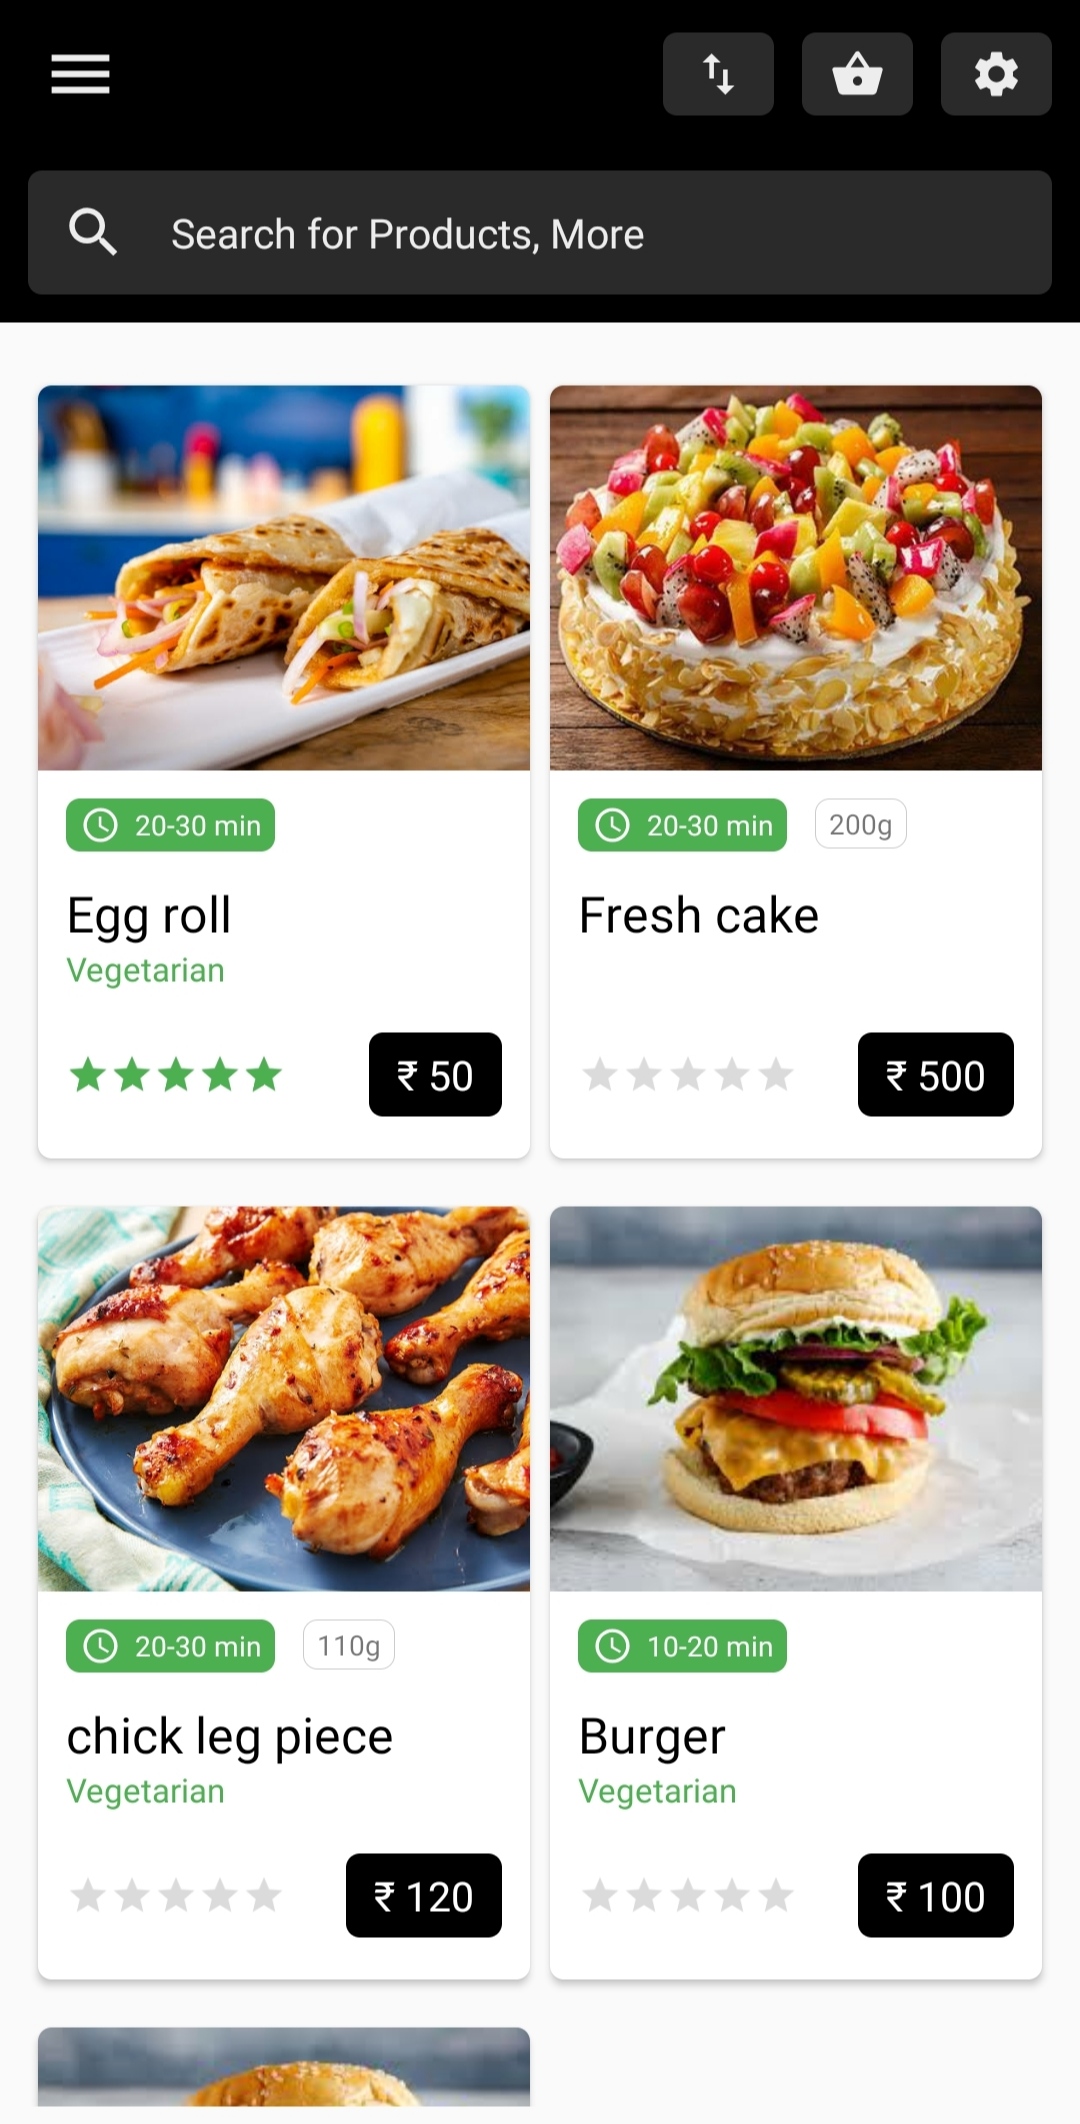 Search for Products, More
20-30 min
Egg roll
Vegetarian
₹ 50
20-30 min 200g
Fresh cake
₹ 500
20-30 min 110g
chick leg piece
Vegetarian
₹ 120
10-20 min
Burger
Vegetarian
₹ 100